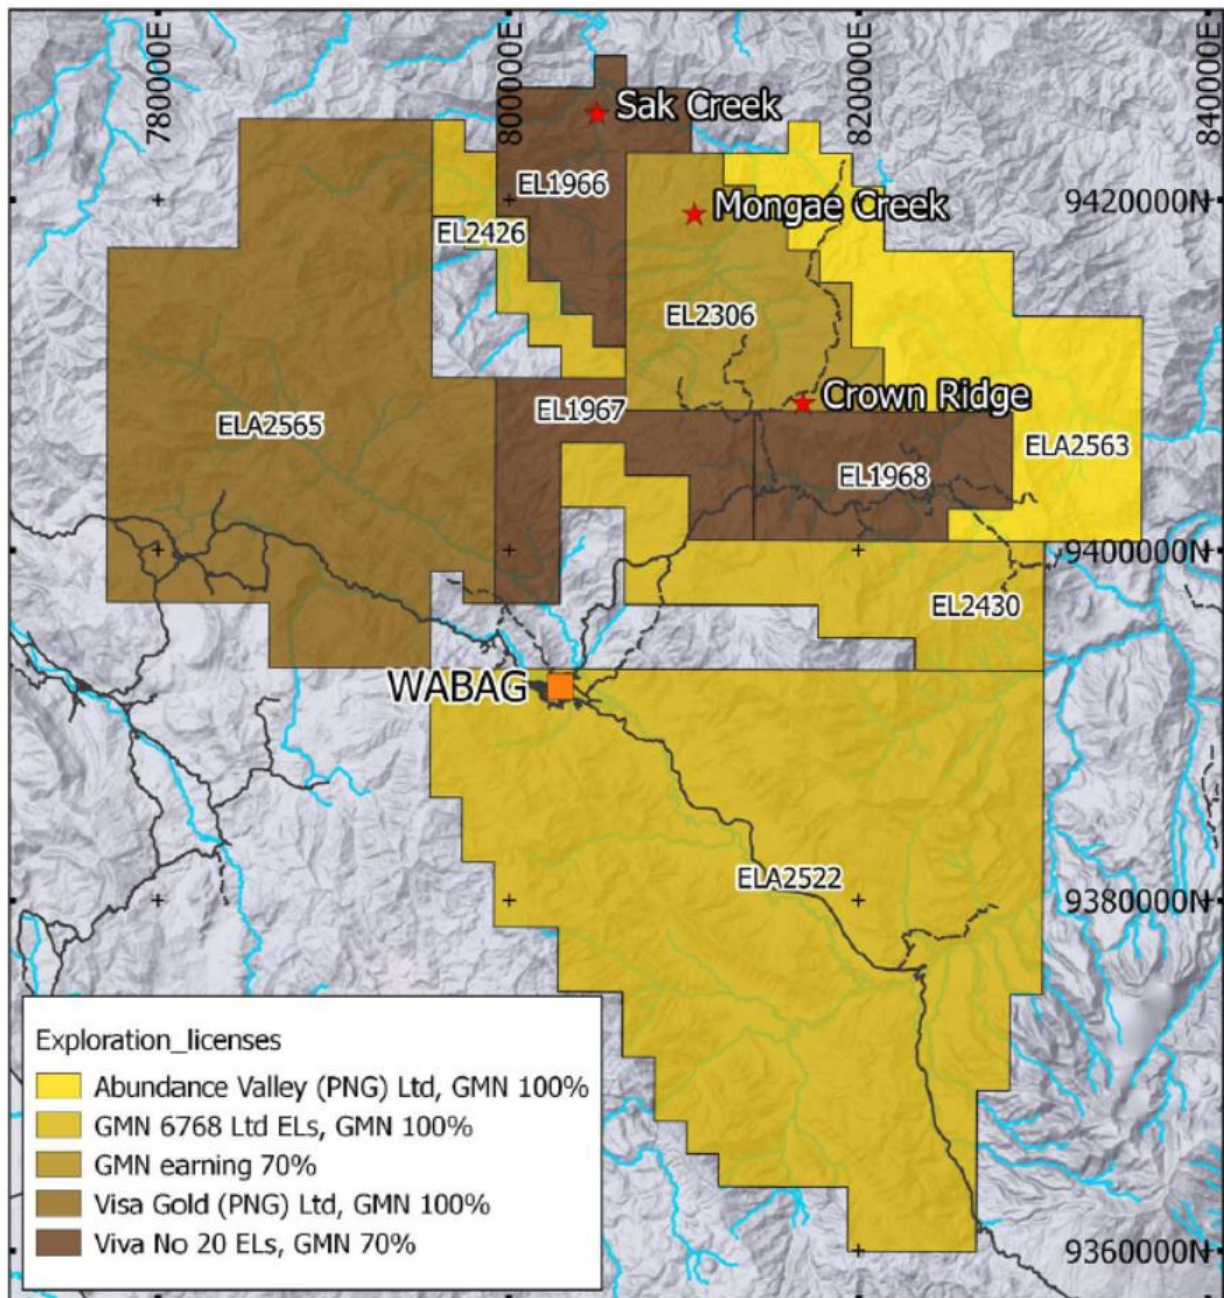 780000E
800000E
820000E
840000E
Sak Creek
EL1966
Mongae Creek
9420000N
EL2426
EL2306
Crown Ridge
EL1967
ELA2565
ELA2563
EL1968
9400000N
EL2430
WABAG
ELA2522
9380000N
Exploration_licenses
Abundance Valley (PNG) Ltd, GMN 100%
GMN 6768 Ltd ELs, GMN 100%
GMN earning 70%
Visa Gold (PNG) Ltd, GMN 100%
Viva No 20 ELs, GMN 70%
9360000N